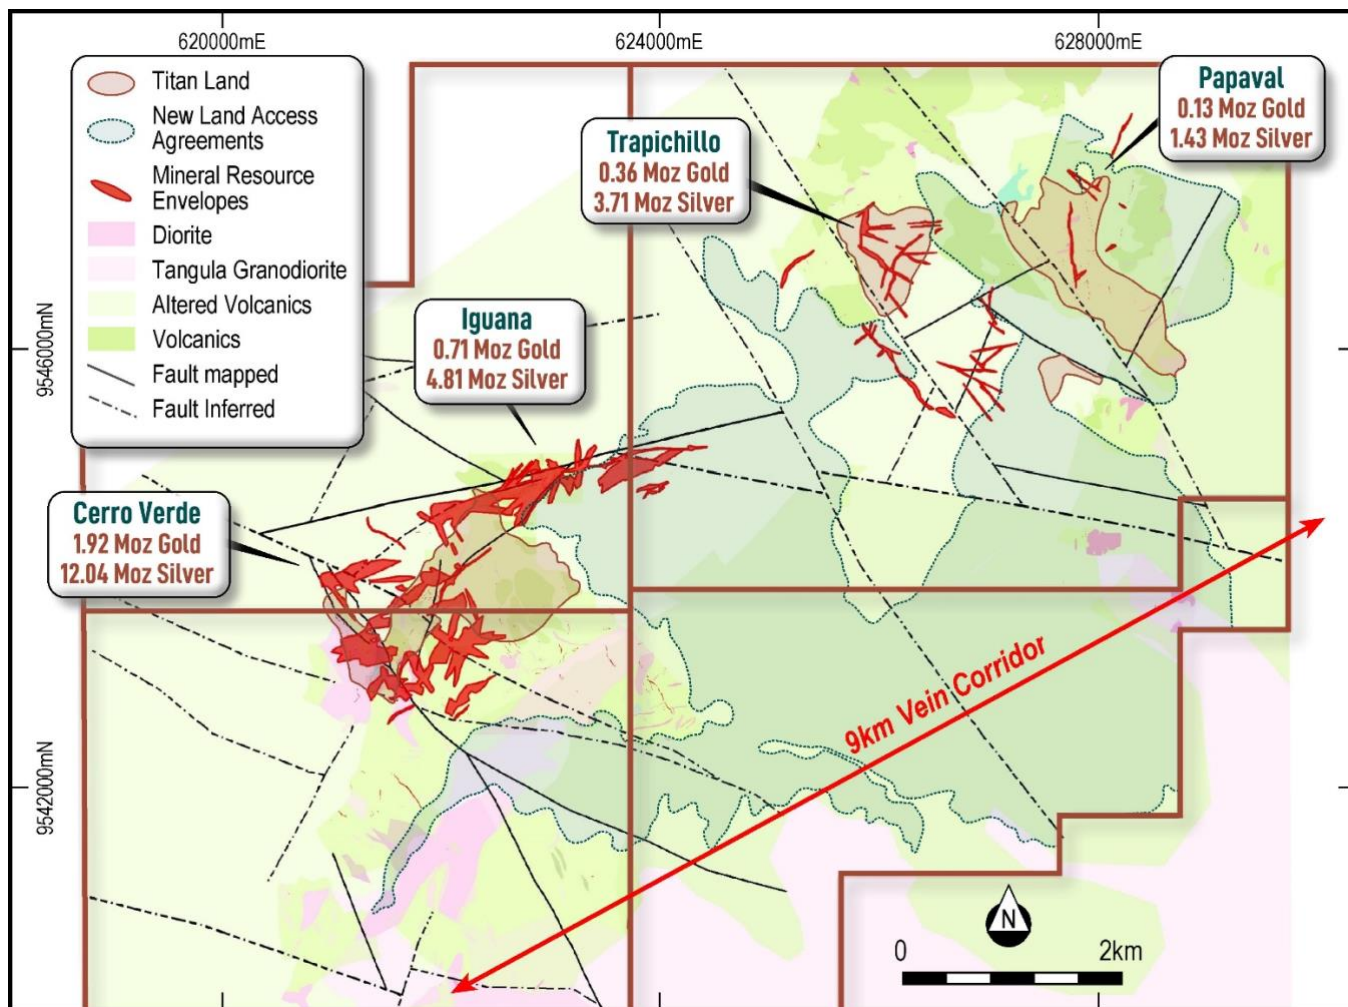 620000mE
624000mE
628000mE
Titan Land
New Land Access
Agreements
Mineral Resource
Envelopes
Diorite
Tangula Granodiorite
Altered Volcanics
Volcanics
Fault mapped
Fault Inferred
Papaval
0.13 Moz Gold
1.43 Moz Silver
Trapichillo
0.36 Moz Gold
3.71 Moz Silver
Iguana
0.71 Moz Gold
4.81 Moz Silver
9546000mN
Cerro Verde
1.92 Moz Gold
12.04 Moz Silver
9km Vein Corridor
9542000mN
N
0
2km